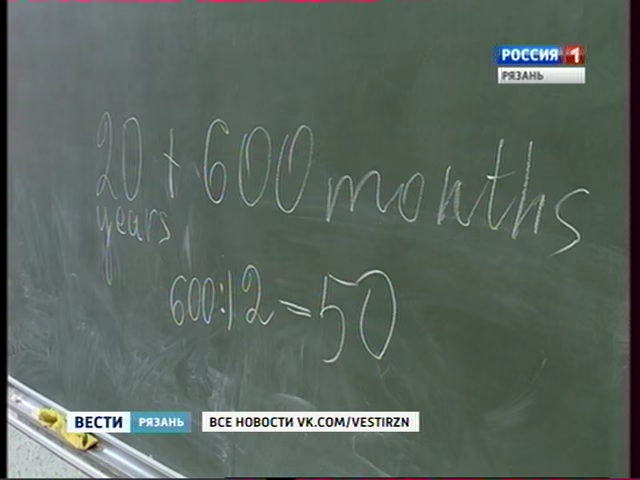 РОССИЯ 1
РЯЗАНЬ
20 + 600 months
years
600:12=50
ВЕСТИ РЯЗАНЬ ВСЕ НОВОСТИ VK.COM/VESTIRZN